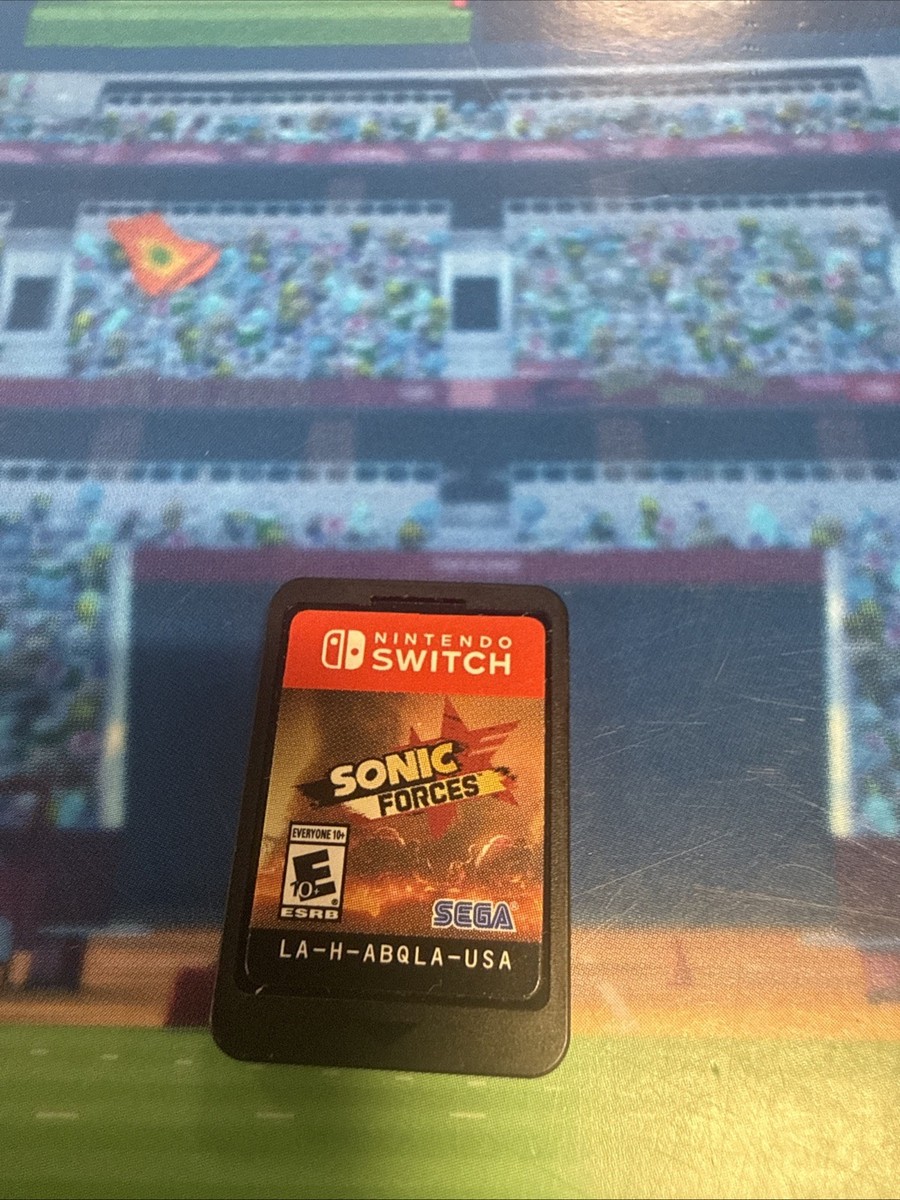 NINTENDO
SWITCH
SONIC
FORCES
EVERYONE 10+
E
10+
ESRB
SEGA
LA-H-ABQLA-USA